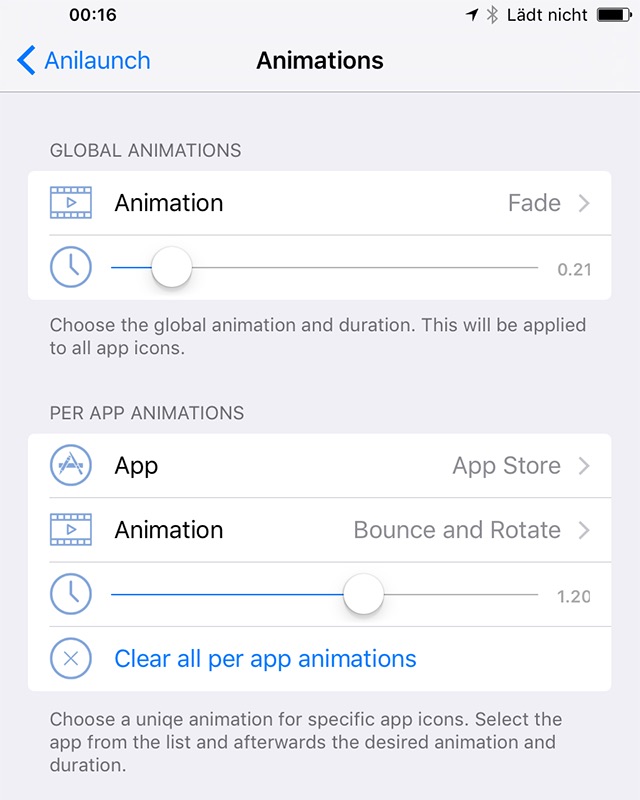 00:16 Lädt nicht
Anilaunch Animations
GLOBAL ANIMATIONS
Animation Fade
0.21
Choose the global animation and duration. This will be applied
to all app icons.
PER APP ANIMATIONS
App App Store
Animation Bounce and Rotate
1.20
Clear all per app animations
Choose a uniqe animation for specific app icons. Select the
app from the list and afterwards the desired animation and
duration.